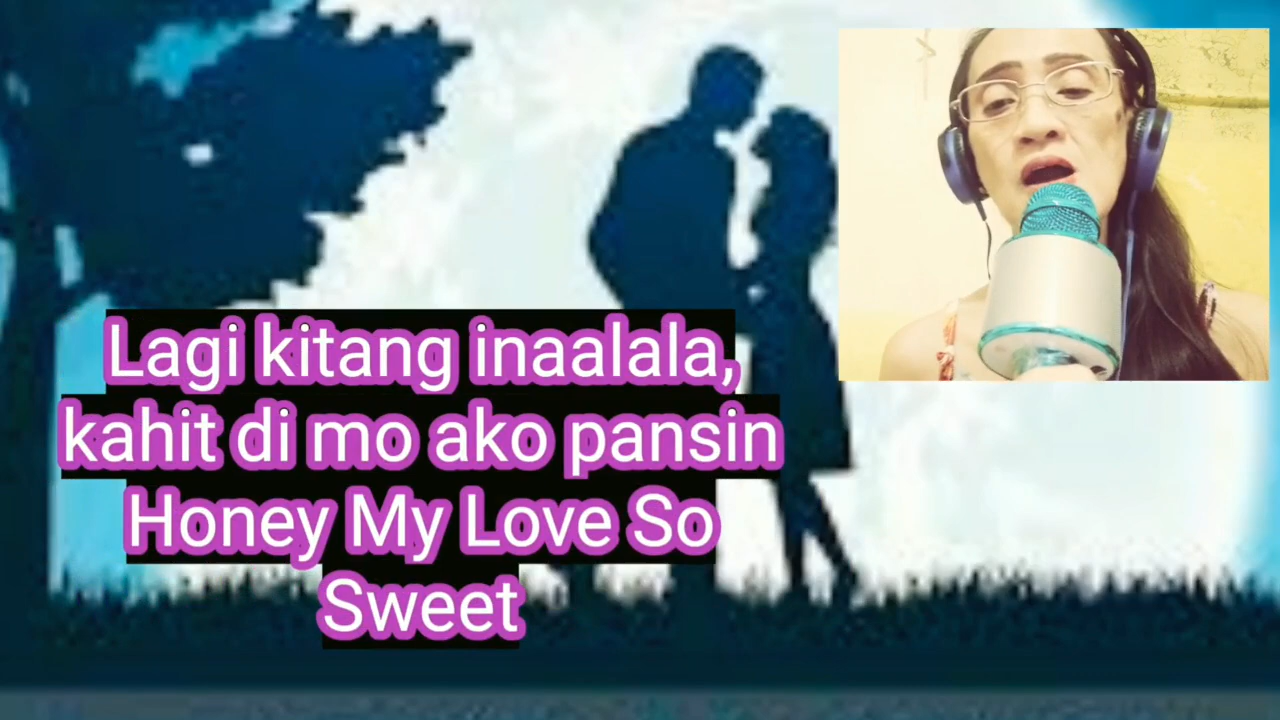 Lagi kitang inaalala,
kahit di mo ako pansin
Honey My Love So
Sweet